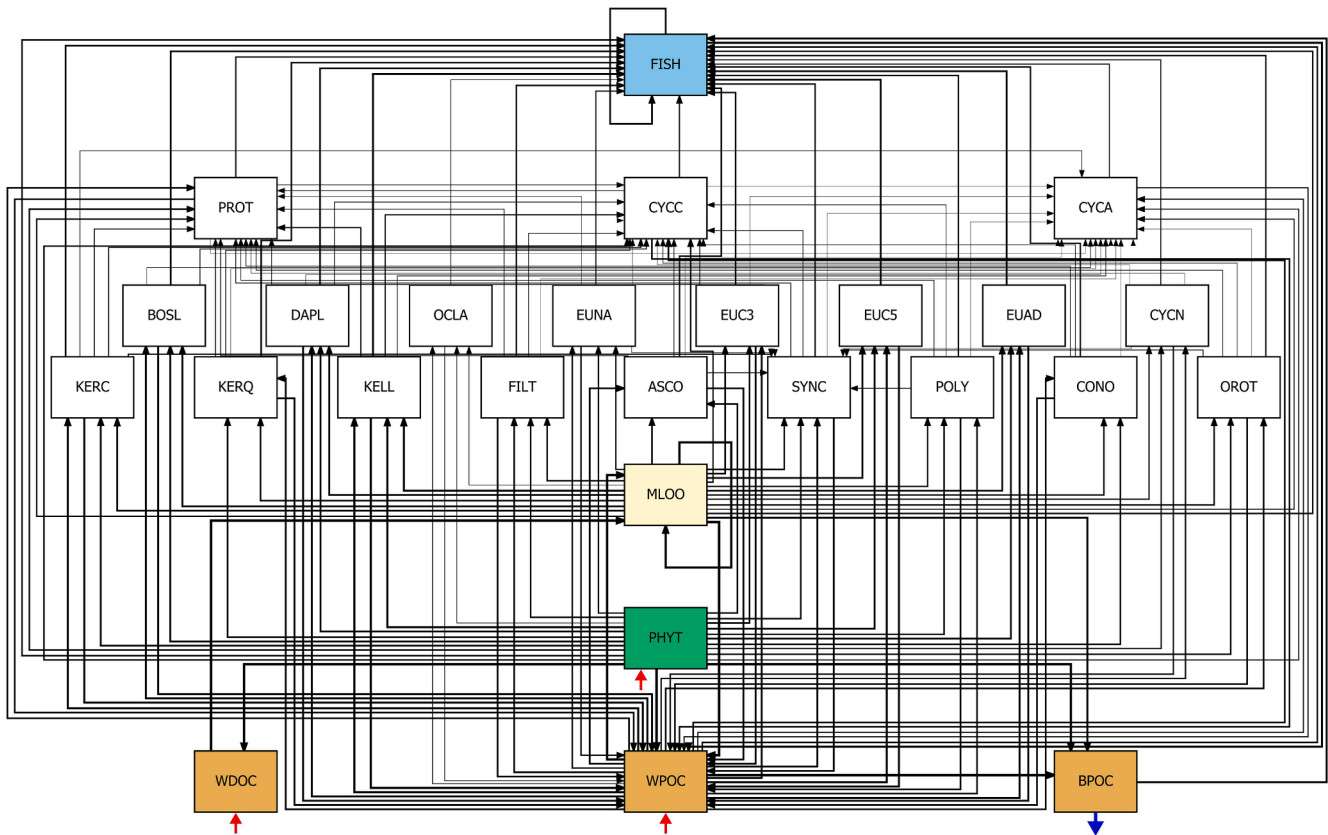 FISH
PROT
CYCC
CYCA
BOSL
DAPL
OCLA
EUNA
EUC3
EUC5
EUAD
CYCN
KERC
KERQ
KELL
FILT
ASCO
SYNC
POLY
CONO
OROT
MLOO
PHYT
WDOC
WPOC
BPOC